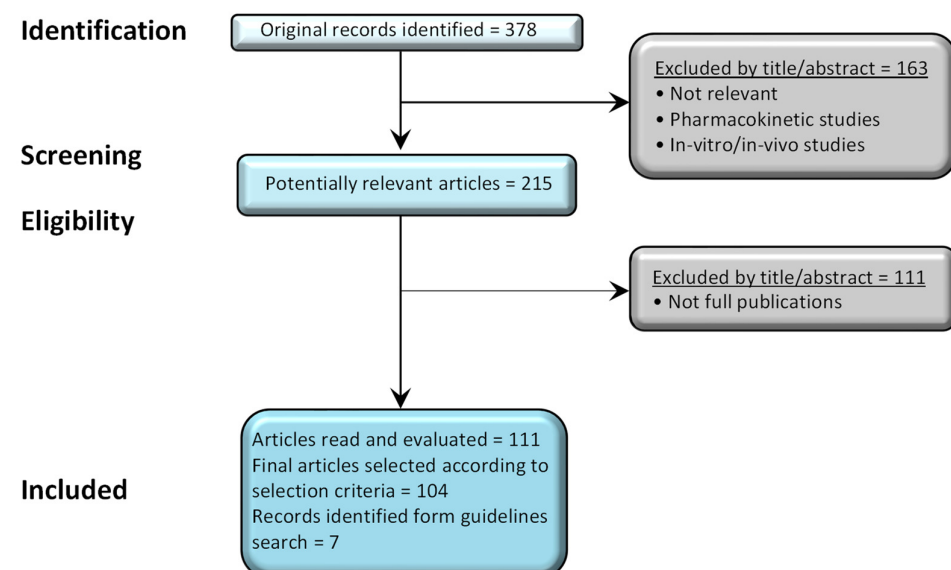 Identification
Original records identified = 378
Excluded by title/abstract = 163
• Not relevant
• Pharmacokinetic studies
• In-vitro/in-vivo studies
Screening
Potentially relevant articles = 215
Eligibility
Excluded by title/abstract = 111
• Not full publications
Included
Articles read and evaluated = 111
Final articles selected according to
selection criteria = 104
Records identified form guidelines
search = 7